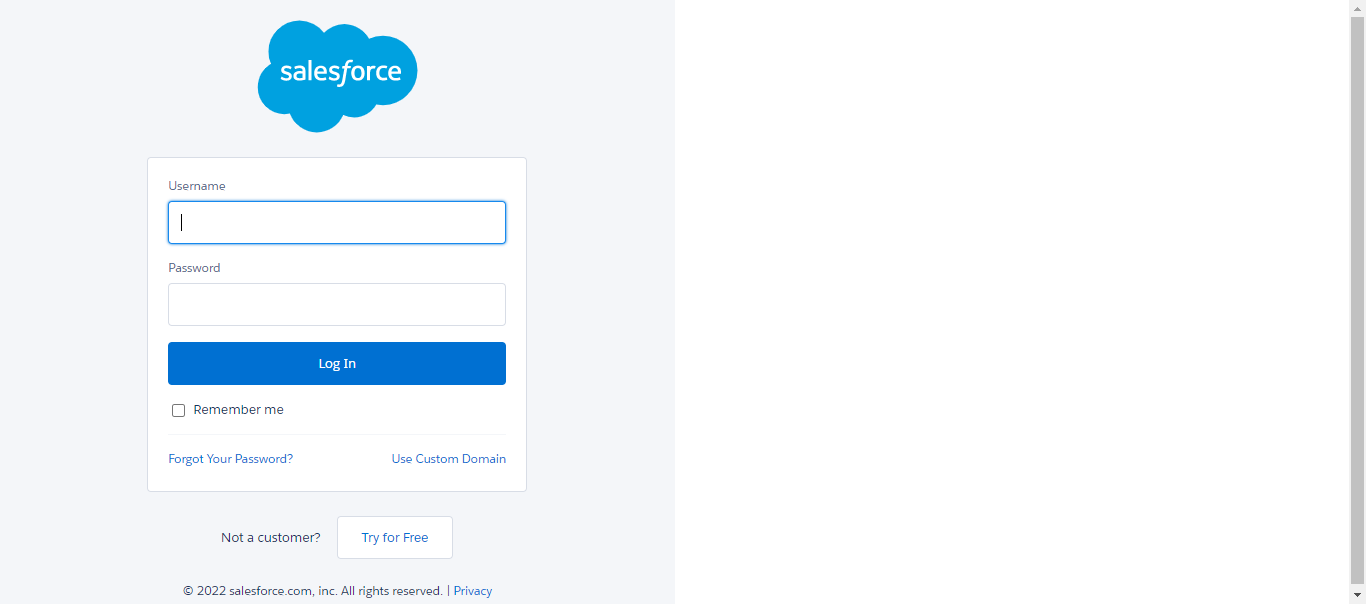 salesforce
Username
Password
Log In
Remember me
Forgot Your Password? Use Custom Domain
Not a customer? Try for Free
© 2022 salesforce.com, inc. All rights reserved. | Privacy